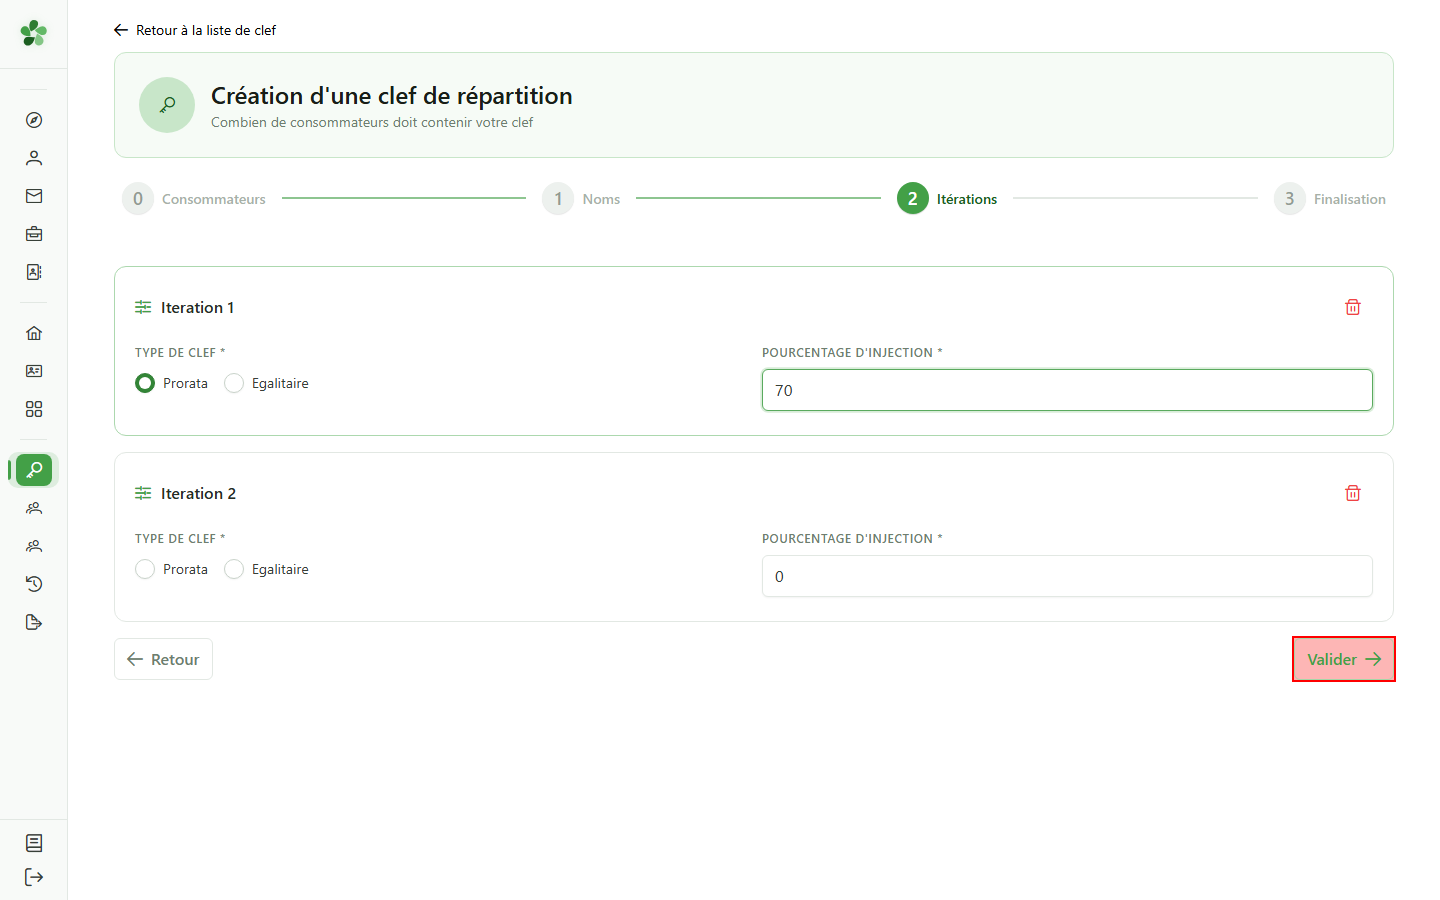 Retour à la liste de clef
Création d'une clef de répartition
Combien de consommateurs doit contenir votre clef
0 Consommateurs 1 Noms 2 Itérations 3 Finalisation
Iteration 1
TYPE DE CLEF * POURCENTAGE D'INJECTION *
Prorata Egalitaire 70
Iteration 2
TYPE DE CLEF * POURCENTAGE D'INJECTION *
Prorata Egalitaire 0
Retour Valider